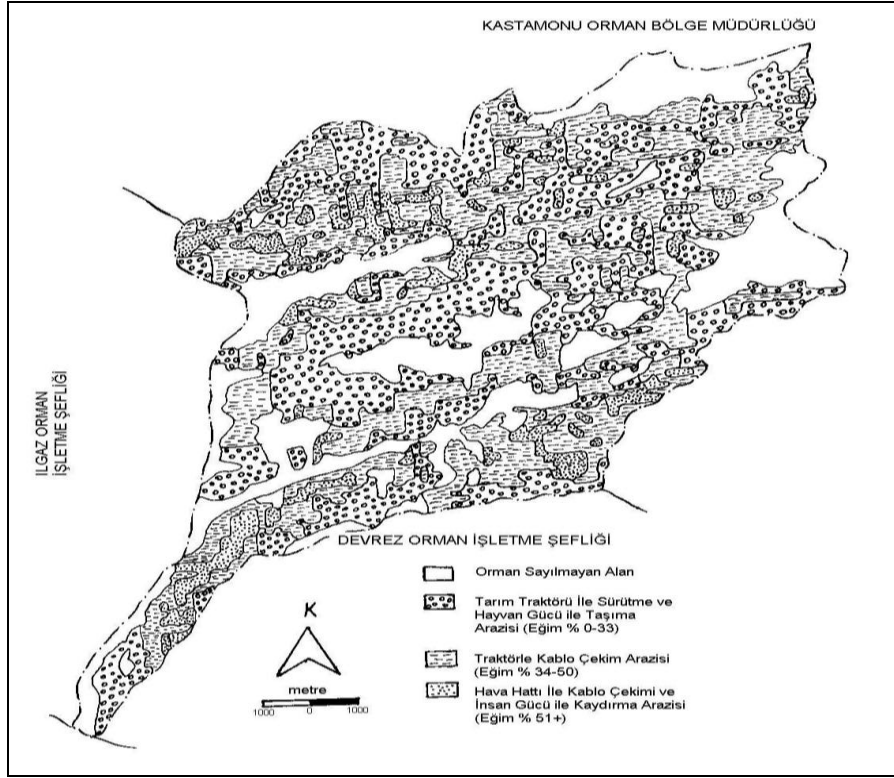 KASTAMONU ORMAN BÖLGE MÜDÜRLÜĞÜ
ILGAZ ORMAN
İŞLETME ŞEFLİĞİ
DEVREZ ORMAN İŞLETME ŞEFLİĞİ
Orman Sayılmayan Alan
Tarım Traktörü İle Sürütme ve
Hayvan Gücü ile Taşıma
Arazisi (Eğim % 0-33)
Traktörle Kablo Çekim Arazisi
(Eğim % 34-50)
Hava Hattı İle Kablo Çekimi ve
İnsan Gücü ile Kaydırma Arazisi
(Eğim % 51+)
K
metre
1000 0 1000